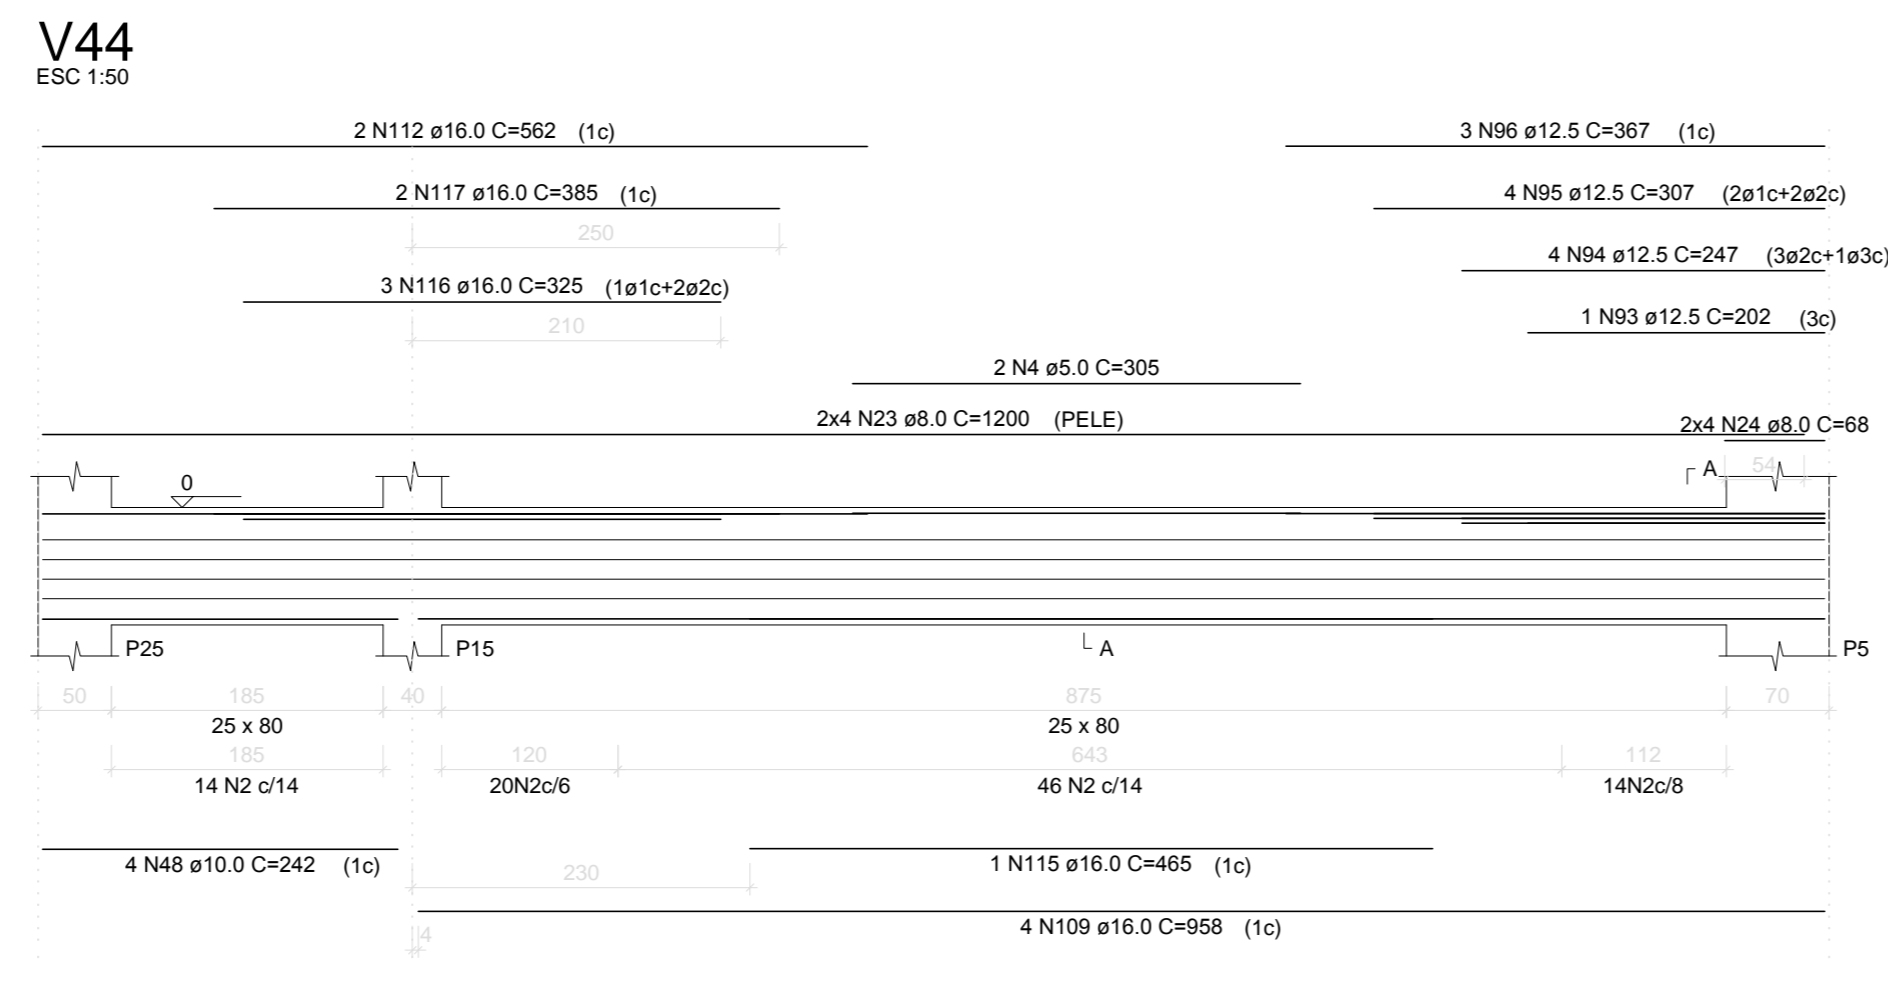 V44
ESC 1:50
2 N112 ø16.0 C=562 (1c)
3 N96 ø12.5 C=367 (1c)
2 N117 ø16.0 C=385 (1c)
4 N95 ø12.5 C=307 (2ø1c+2ø2c)
250
4 N94 ø12.5 C=247 (3ø2c+1ø3c)
3 N116 ø16.0 C=325 (1ø1c+2ø2c)
1 N93 ø12.5 C=202 (3c)
210
2 N4 ø5.0 C=305
2x4 N23 ø8.0 C=1200 (PELE)
2x4 N24 ø8.0 C=68
A
54
0
P25
P15
A
P5
50
185
40
875
70
25 x 80
25 x 80
185
120
643
112
14 N2 c/14
20N2c/6
46 N2 c/14
14N2c/8
4 N48 ø10.0 C=242 (1c)
230
1 N115 ø16.0 C=465 (1c)
4
4 N109 ø16.0 C=958 (1c)